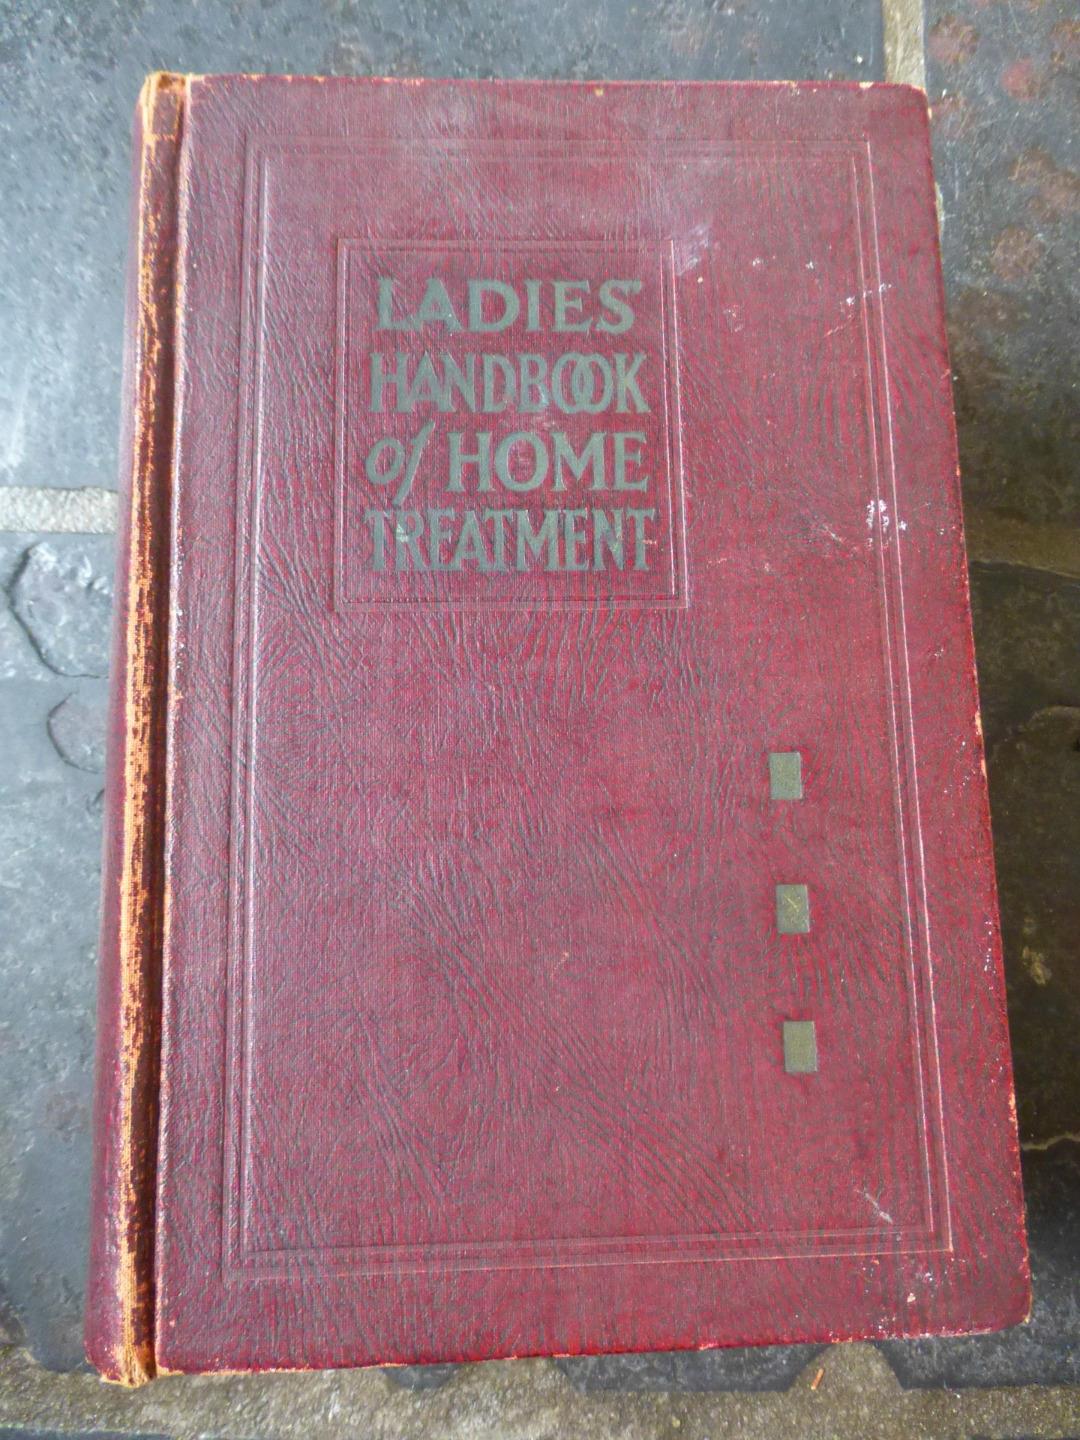 LADIES'
HANDBOOK
of HOME
TREATMENT